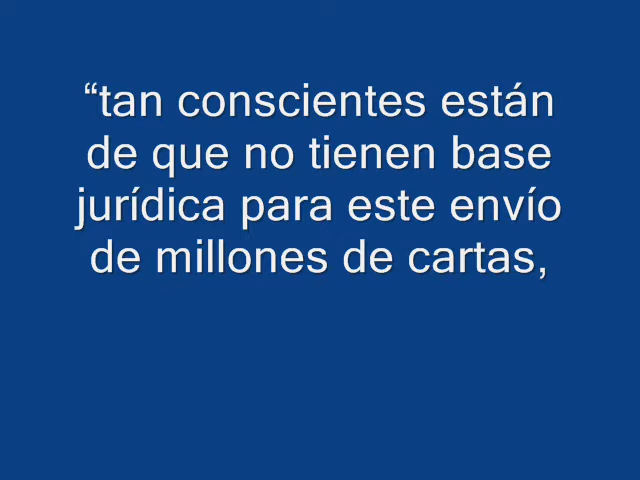 “tan conscientes están
de que no tienen base
jurídica para este envío
de millones de cartas,